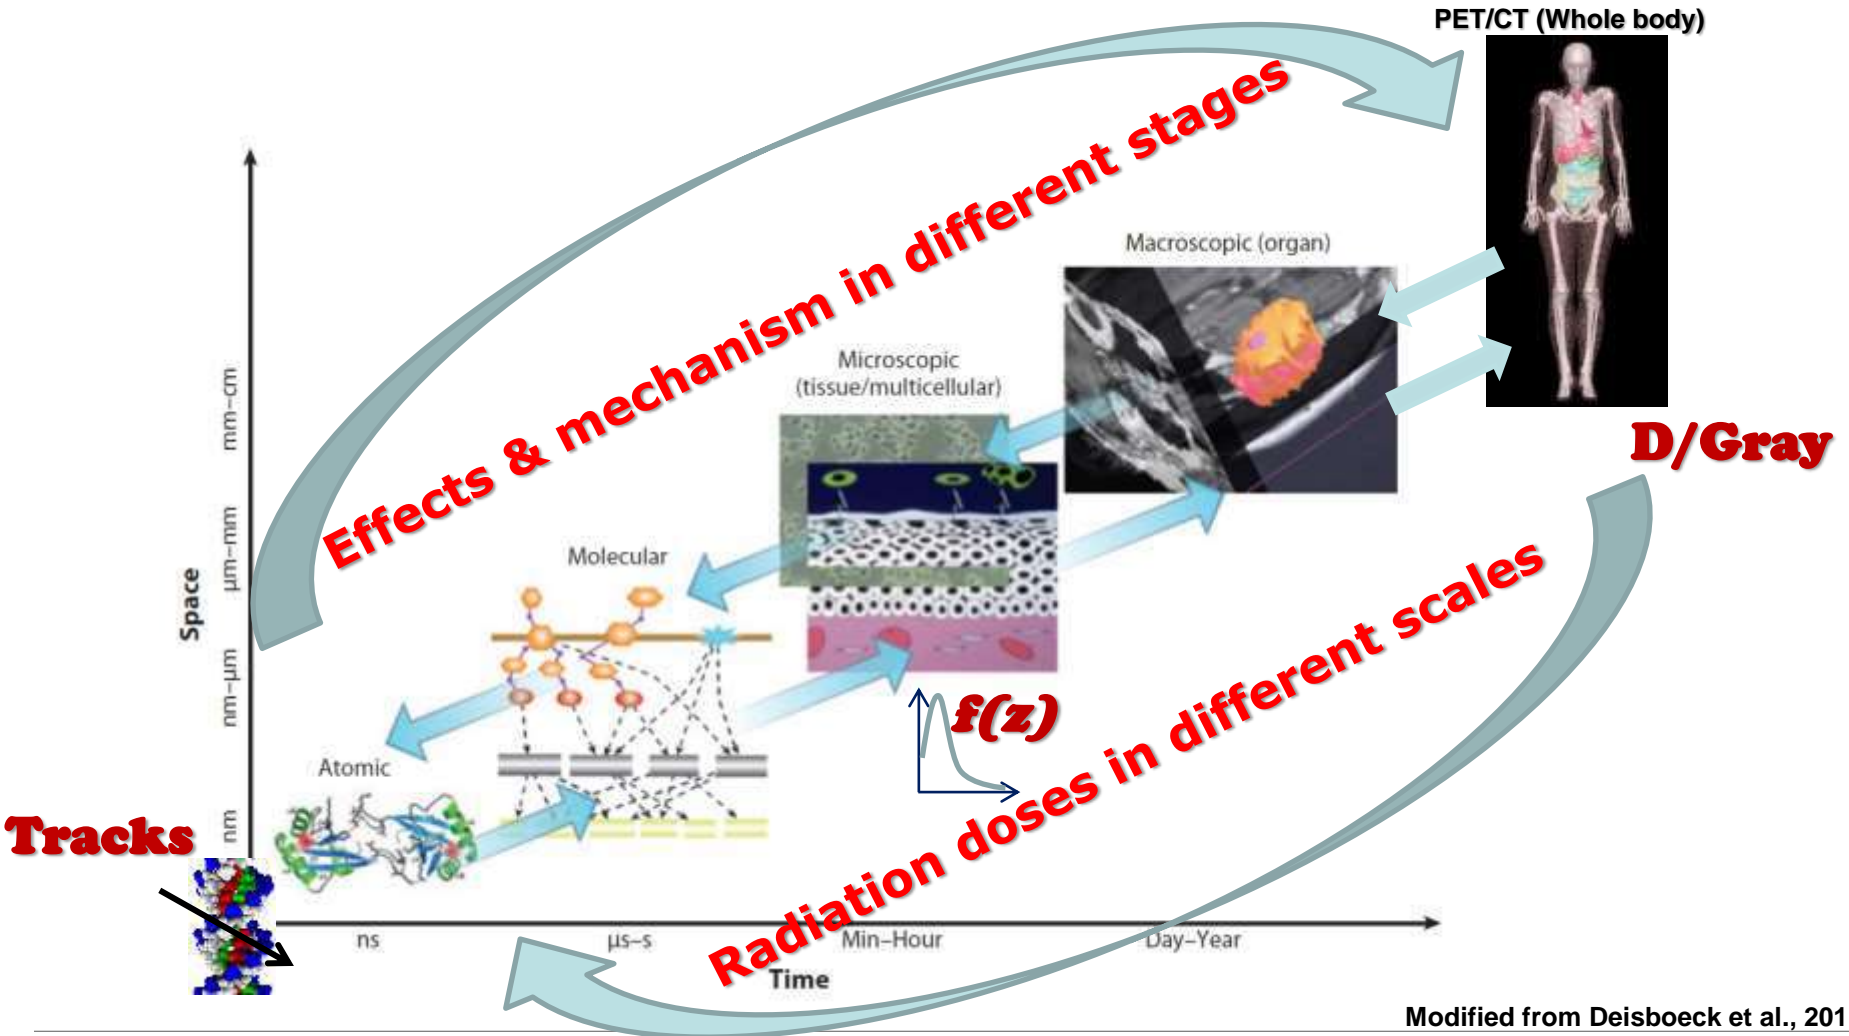 PET/CT (Whole body)
Effects & mechanism in different stages
Macroscopic (organ)
Microscopic
(tissue/multicellular)
D/Gray
Molecular
Space
mm–cm
µm–mm
nm–µm
nm
Atomic
f(z)
Radiation doses in different scales
Tracks
ns
µs–s
Min–Hour
Day–Year
Time
Modified from Deisboeck et al., 201